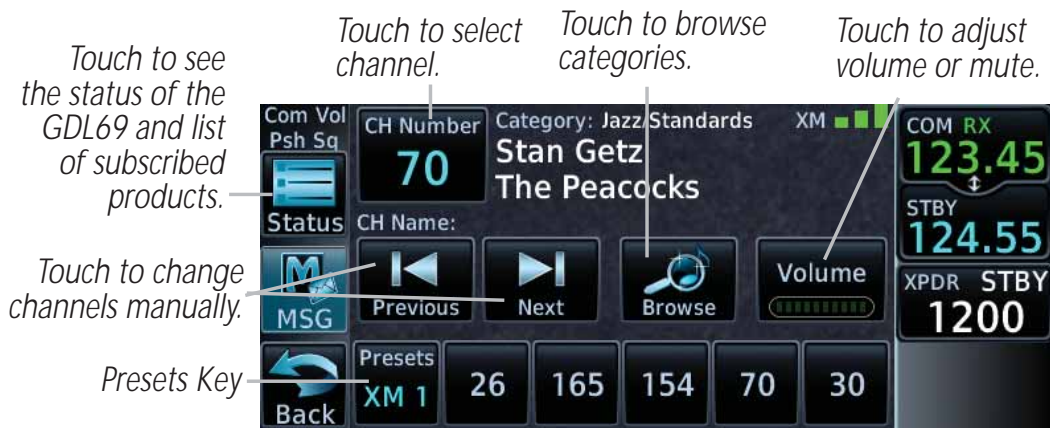 Touch to see
the status of the
GDL69 and list
of subscribed
products.
Touch to select
channel.
Touch to browse
categories.
Touch to adjust
volume or mute.
Touch to change
channels manually.
Presets Key
Com Vol
Psh Sq
Status
MSG
Back
CH Number
70
Category: Jazz/Standards
XM
Stan Getz
The Peacocks
CH Name:
Previous
Next
Browse
Volume
Presets
XM 1
26
165
154
70
30
COM RX
123.45
STBY
124.55
XPDR STBY
1200